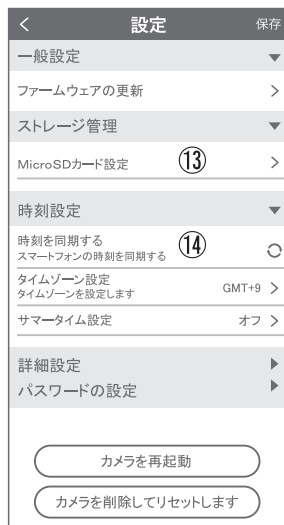 設定 保存
一般設定
ファームウェアの更新
ストレージ管理
MicroSDカード設定 ⑬
時刻設定
時刻を同期する ⑭
スマートフォンの時刻を同期する
タイムゾーン設定 GMT+9
タイムゾーンを設定します
サマータイム設定 オフ
詳細設定
パスワードの設定
カメラを再起動
カメラを削除してリセットします